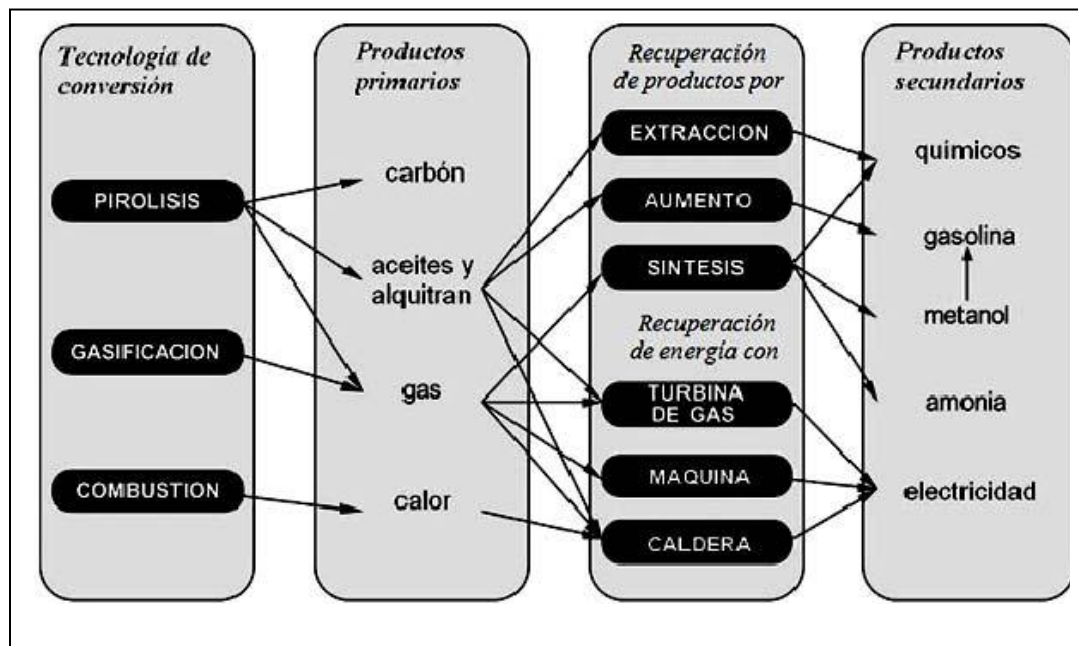 Tecnología de
conversión
PIROLISIS
GASIFICACION
COMBUSTION
Productos
primarios
carbón
aceites y
alquitran
gas
calor
Recuperación
de productos por
EXTRACCION
AUMENTO
SINTESIS
Recuperación
de energía con
TURBINA
DE GAS
MAQUINA
CALDERA
Productos
secundarios
químicos
gasolina
metanol
amonia
electricidad